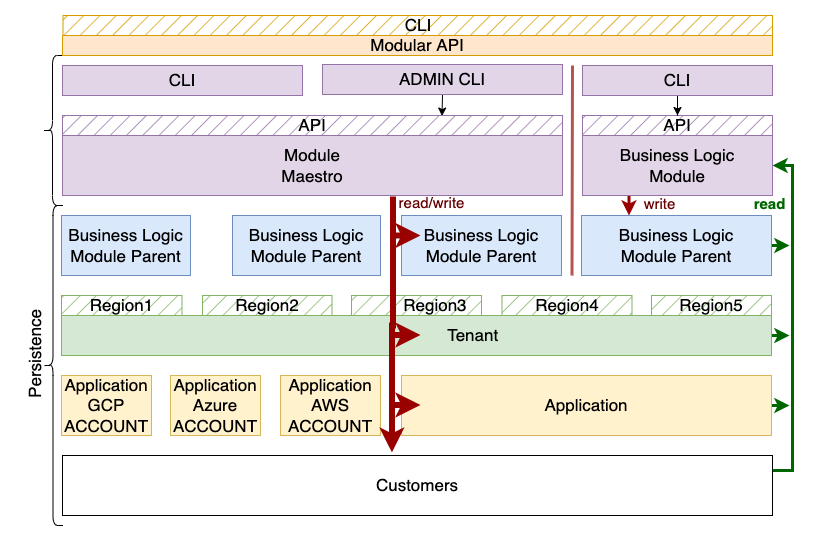 CLI
Modular API
CLI
ADMIN CLI
CLI
API
API
Module
Maestro
Business Logic
Module
read/write
write
read
Business Logic
Module Parent
Business Logic
Module Parent
Business Logic
Module Parent
Business Logic
Module Parent
Persistence
Region1
Region2
Region3
Region4
Region5
Tenant
Application
GCP
ACCOUNT
Application
Azure
ACCOUNT
Application
AWS
ACCOUNT
Application
Customers